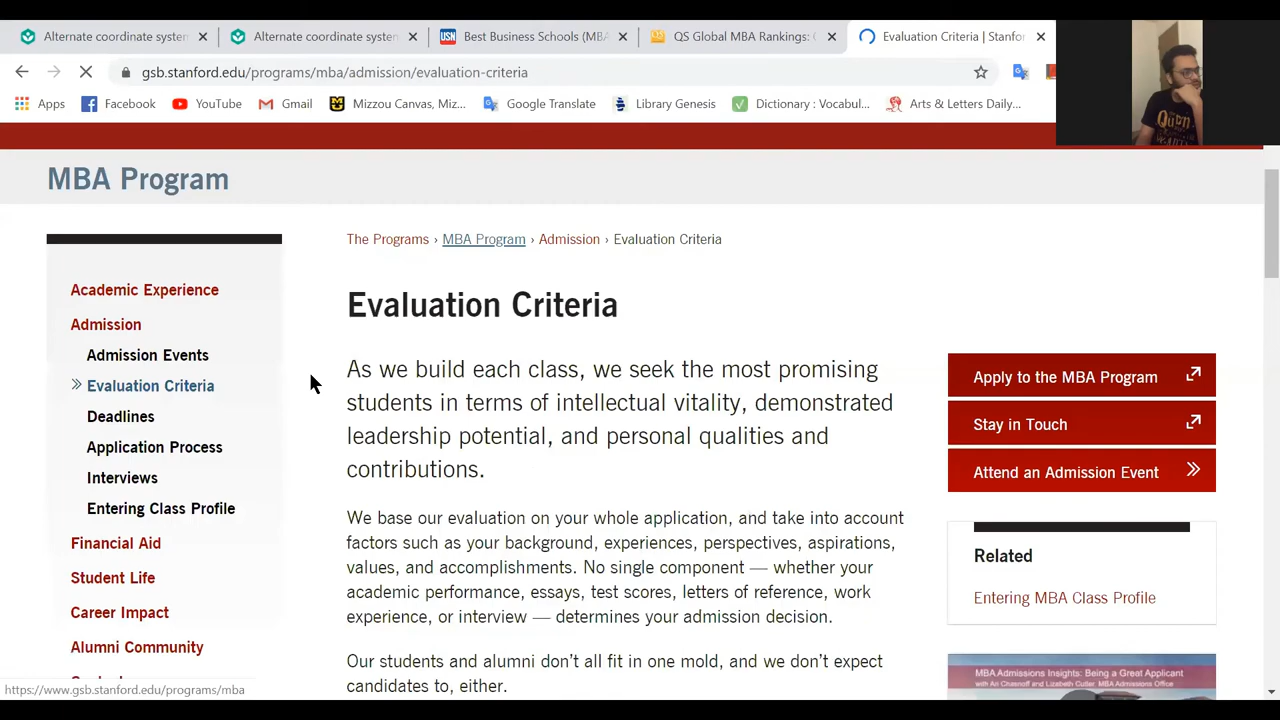 Alternate coordinate system
Alternate coordinate system
USN
Best Business Schools (MBA
QS Global MBA Rankings: (
Evaluation Criteria | Stanfor
gsb.stanford.edu/programs/mba/admission/evaluation-criteria
Apps
Facebook
YouTube
Gmail
Mizzou Canvas, Miz...
Google Translate
Library Genesis
Dictionary : Vocabul...
Arts & Letters Daily...
MBA Program
The Programs › MBA Program › Admission › Evaluation Criteria
Academic Experience
Admission
Admission Events
Evaluation Criteria
Deadlines
Application Process
Interviews
Entering Class Profile
Financial Aid
Student Life
Career Impact
Alumni Community
Evaluation Criteria
As we build each class, we seek the most promising
students in terms of intellectual vitality, demonstrated
leadership potential, and personal qualities and
contributions.
We base our evaluation on your whole application, and take into account
factors such as your background, experiences, perspectives, aspirations,
values, and accomplishments. No single component — whether your
academic performance, essays, test scores, letters of reference, work
experience, or interview — determines your admission decision.
Our students and alumni don't all fit in one mold, and we don't expect
candidates to, either.
Apply to the MBA Program
Stay in Touch
Attend an Admission Event
Related
Entering MBA Class Profile
MBA Admissions Insights: Being a Great Applicant
https://www.gsb.stanford.edu/programs/mba